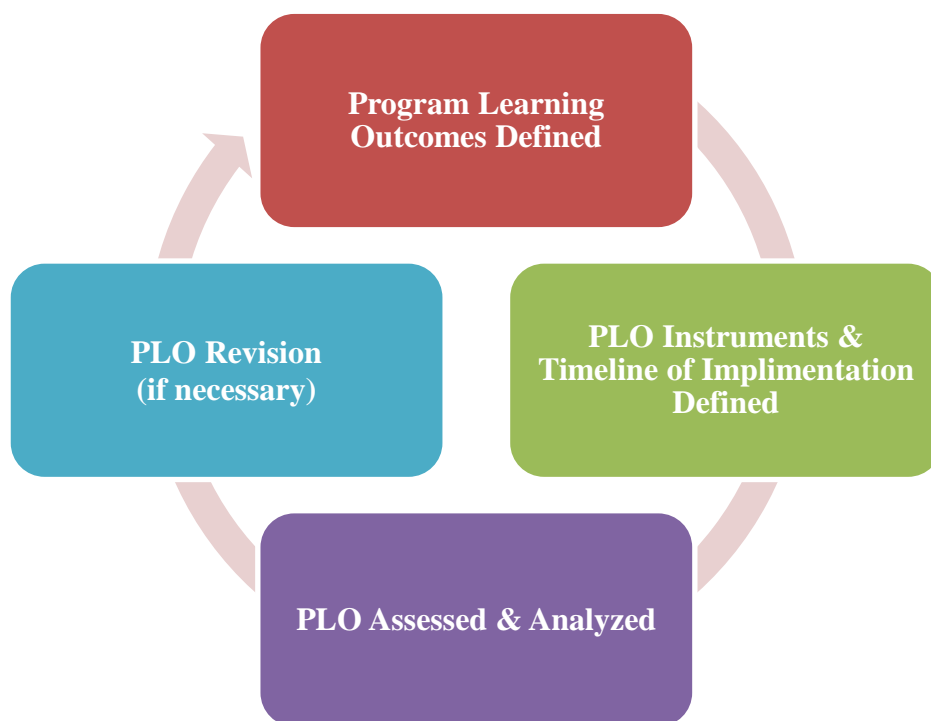 Program Learning
Outcomes Defined
PLO Instruments &
Timeline of Implimentation
Defined
PLO Assessed & Analyzed
PLO Revision
(if necessary)